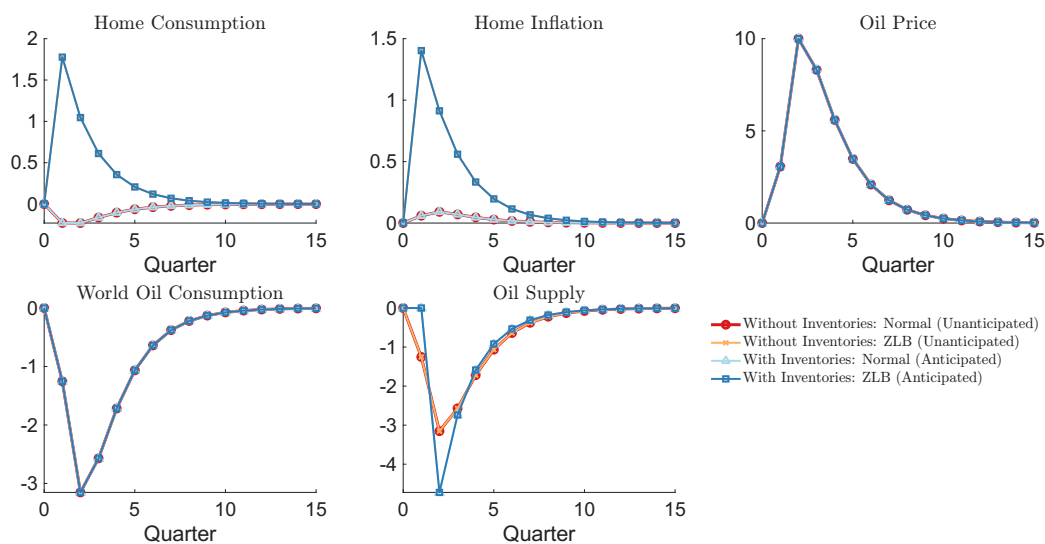 Home Consumption
2
1.5
1
0.5
0
0
5
10
15
Quarter
Home Inflation
1.5
1
0.5
0
0
5
10
15
Quarter
Oil Price
10
5
0
0
5
10
15
Quarter
World Oil Consumption
0
-1
-2
-3
0
5
10
15
Quarter
Oil Supply
0
-1
-2
-3
-4
0
5
10
15
Quarter
Without Inventories: Normal (Unanticipated)
Without Inventories: ZLB (Unanticipated)
With Inventories: Normal (Anticipated)
With Inventories: ZLB (Anticipated)